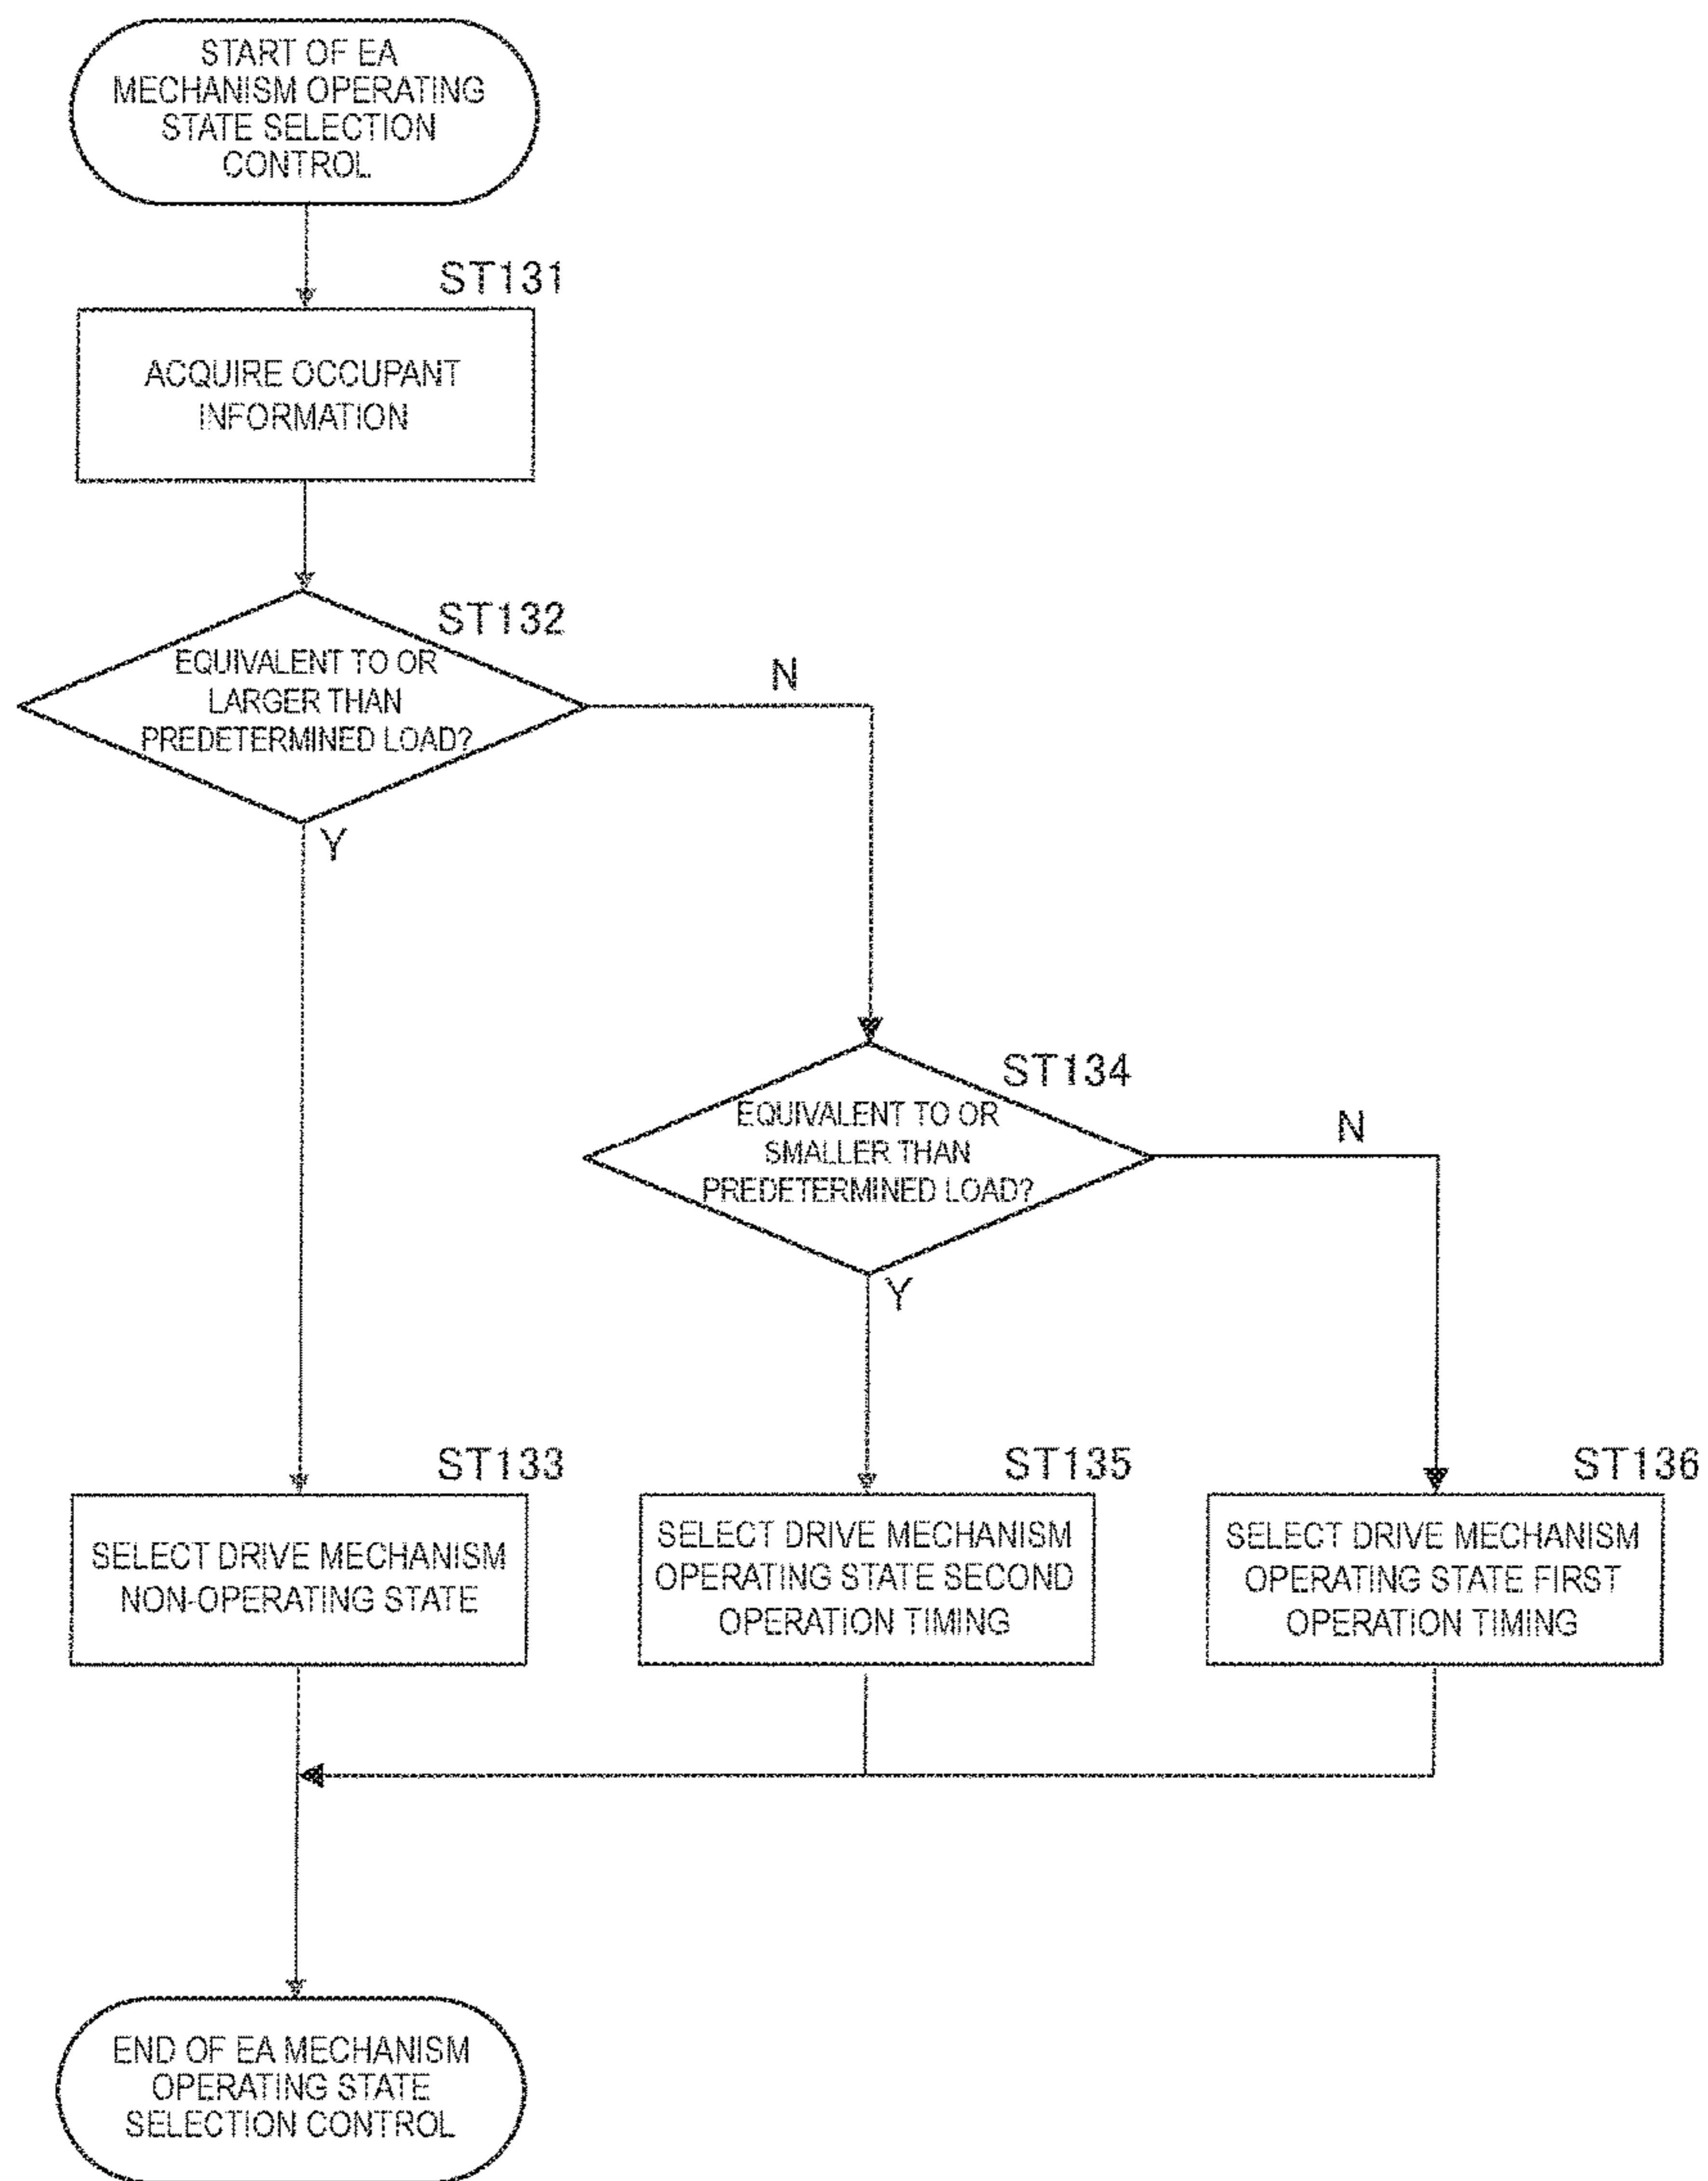 START OF EA
MECHANISM OPERATING
STATE SELECTION
CONTROL
ST131
ACQUIRE OCCUPANT
INFORMATION
ST132
EQUIVALENT TO OR
LARGER THAN
PREDETERMINED LOAD?
N
Y
ST134
EQUIVALENT TO OR
SMALLER THAN
PREDETERMINED LOAD?
N
Y
ST133
SELECT DRIVE MECHANISM
NON-OPERATING STATE
ST135
SELECT DRIVE MECHANISM
OPERATING STATE SECOND
OPERATION TIMING
ST136
SELECT DRIVE MECHANISM
OPERATING STATE FIRST
OPERATION TIMING
END OF EA MECHANISM
OPERATING STATE
SELECTION CONTROL